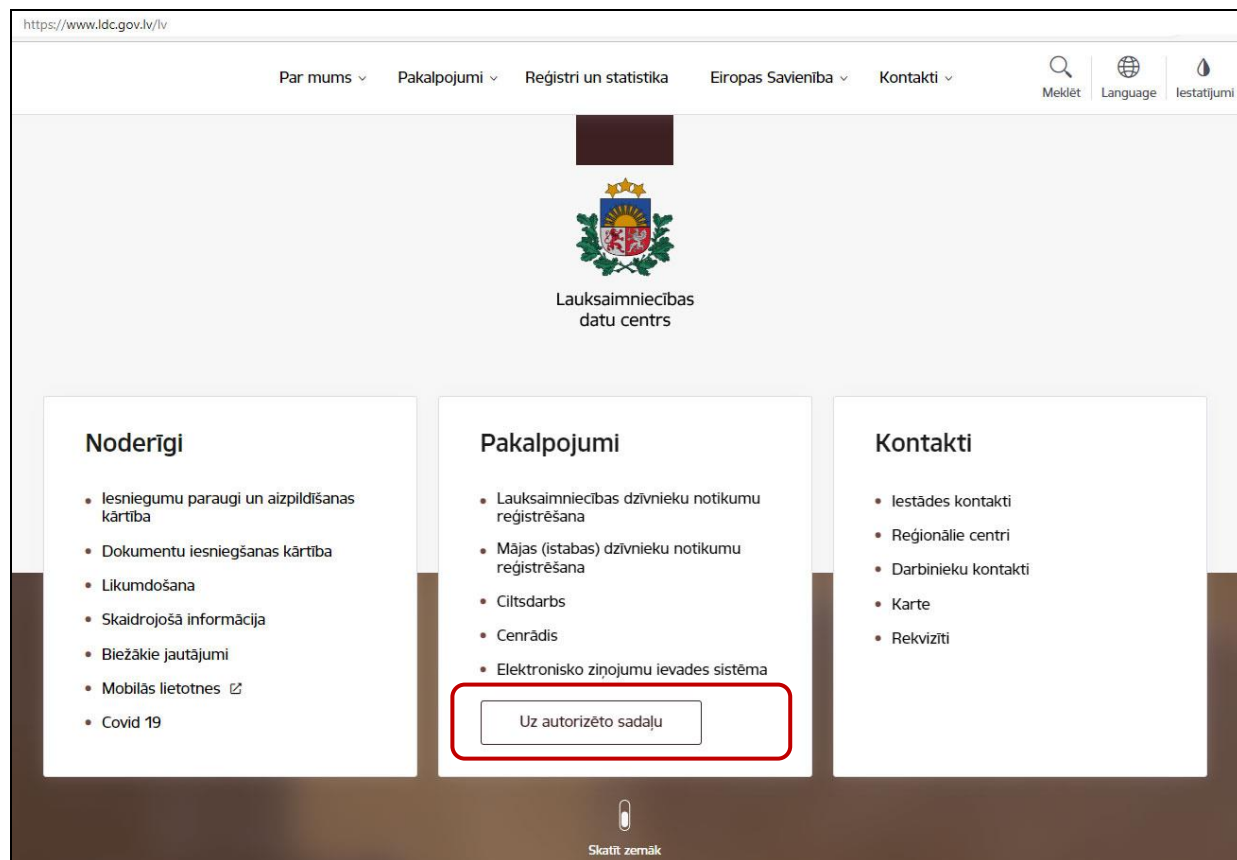 https://www.ldc.gov.lv/lv
Par mums
Pakalpojumi
Reģistri un statistika
Eiropas Savienība
Kontakti
Meklēt
Language
Iestatījumi
Lauksaimniecības
datu centrs
Noderīgi
Iesniegumu paraugi un aizpildīšanas
kārtība
Dokumentu iesniegšanas kārtība
Likumdošana
Skaidrojošā informācija
Biežākie jautājumi
Mobilās lietotnes
Covid 19
Pakalpojumi
Lauksaimniecības dzīvnieku notikumu
reģistrēšana
Mājas (istabas) dzīvnieku notikumu
reģistrēšana
Ciltsdarbs
Cenrādis
Elektronisko ziņojumu ievades sistēma
Uz autorizēto sadaļu
Kontakti
Iestādes kontakti
Reģionālie centri
Darbinieku kontakti
Karte
Rekvizīti
Skatīt zemāk